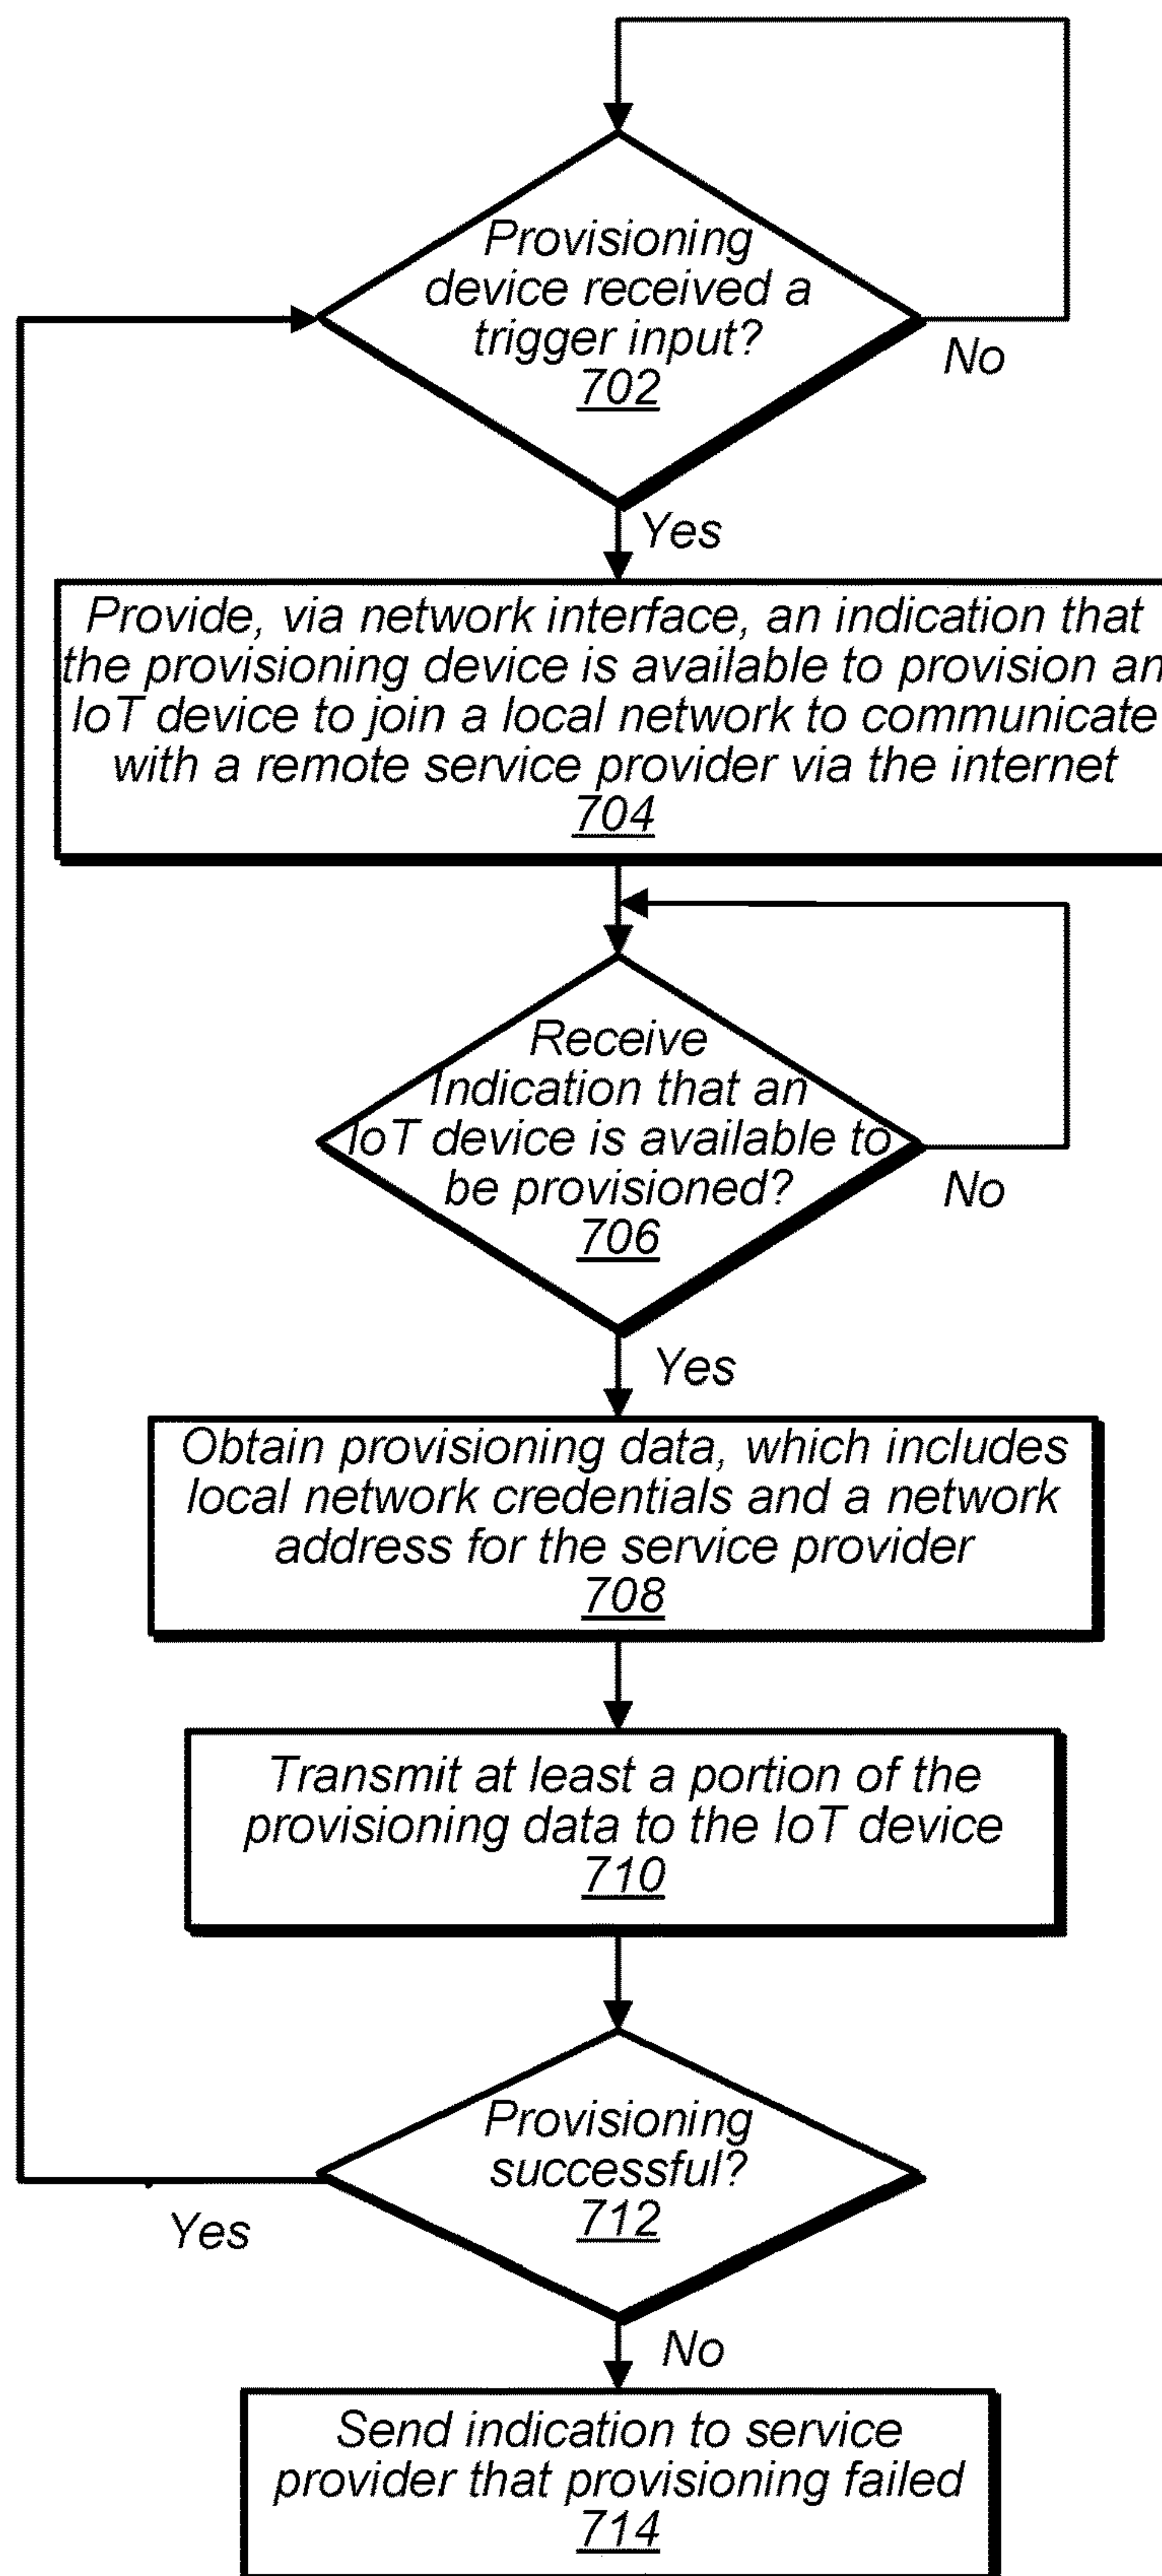 Provisioning
device received a
trigger input?
702
No
Yes
Provide, via network interface, an indication that
the provisioning device is available to provision an
IoT device to join a local network to communicate
with a remote service provider via the internet
704
Receive
Indication that an
IoT device is available to
be provisioned?
706
No
Yes
Obtain provisioning data, which includes
local network credentials and a network
address for the service provider
708
Transmit at least a portion of the
provisioning data to the IoT device
710
Provisioning
successful?
712
Yes
No
Send indication to service
provider that provisioning failed
714